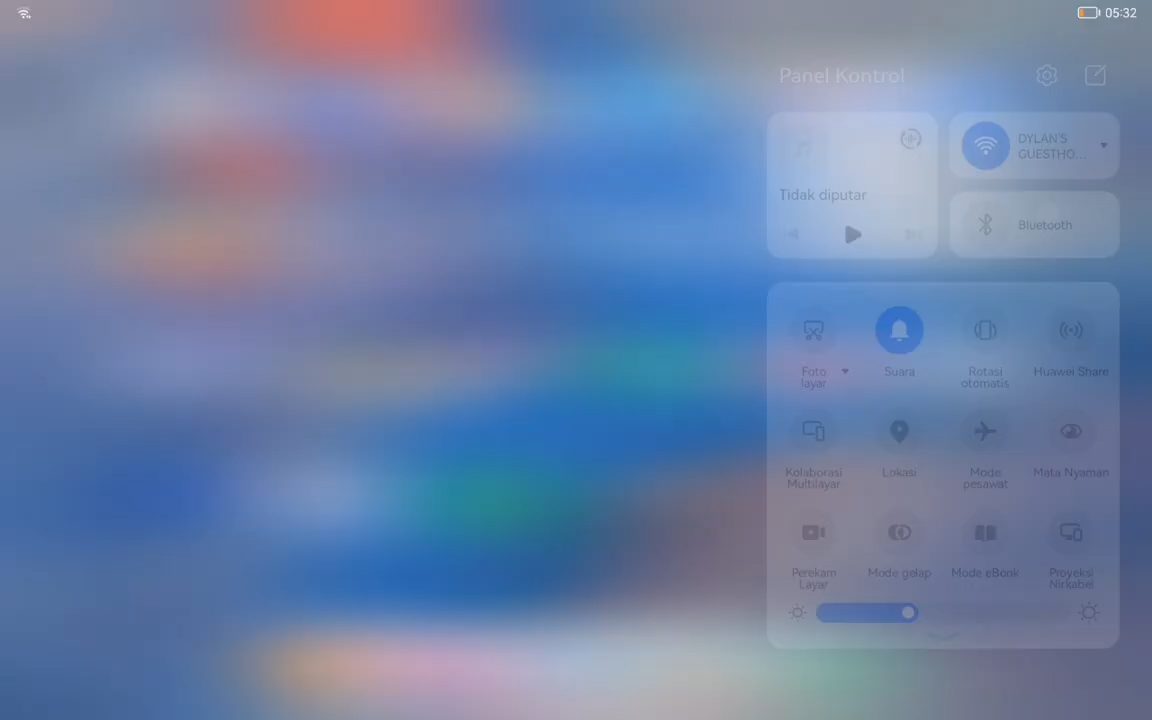 05:32
Panel Kontrol
DYLAN'S
GUESTHO...
Tidak diputar
Bluetooth
Foto
layar
Suara
Rotasi
otomatis
Huawei Share
Kolaborasi
Multilayar
Lokasi
Mode
pesawat
Mata Nyaman
Perekam
Layar
Mode gelap
Mode eBook
Proyeksi
Nirkabel